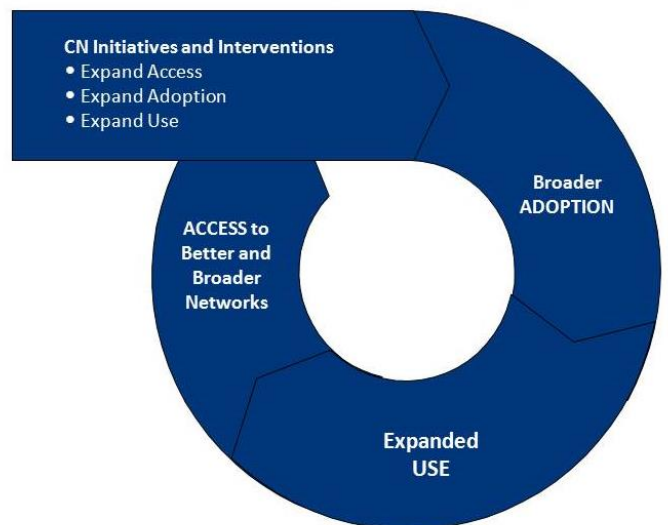 CN Initiatives and Interventions
• Expand Access
• Expand Adoption
• Expand Use
Broader
ADOPTION
Expanded
USE
ACCESS to
Better and
Broader
Networks